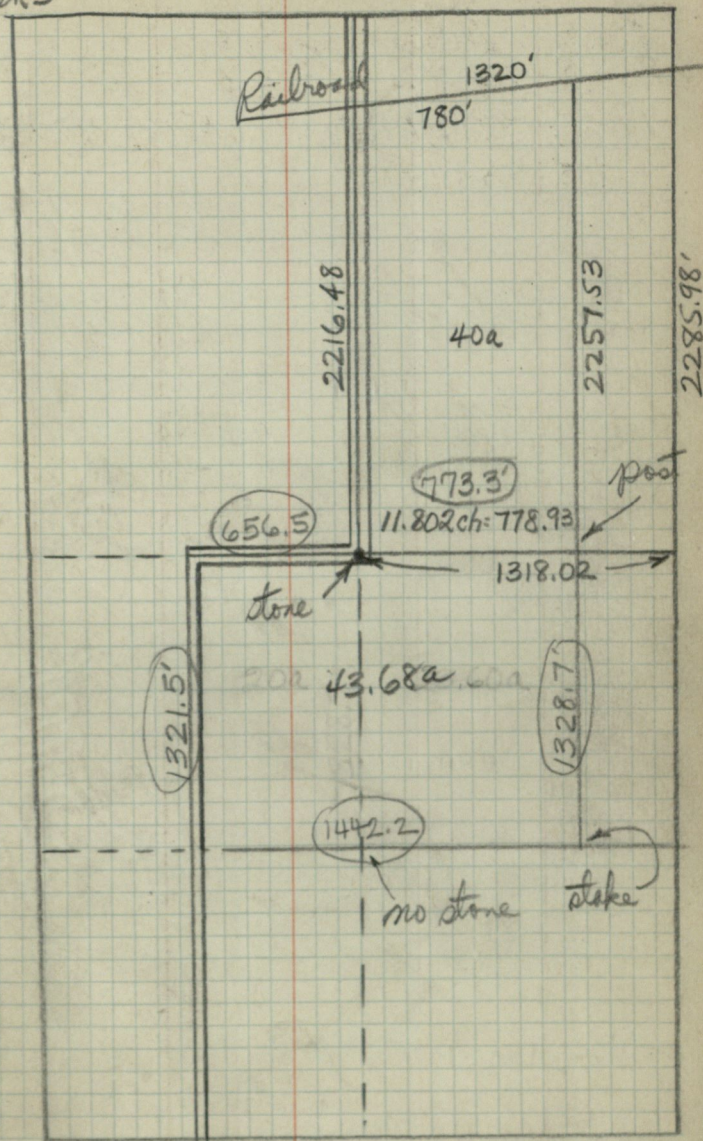 Railroad
1320'
780'
2216.48
2257.53
2285.98'
40a
post
773.3'
656.5
11.802ch=778.93
1318.02
stone
43.68a
1321.5'
1328.7'
1442.2
no stone
stake